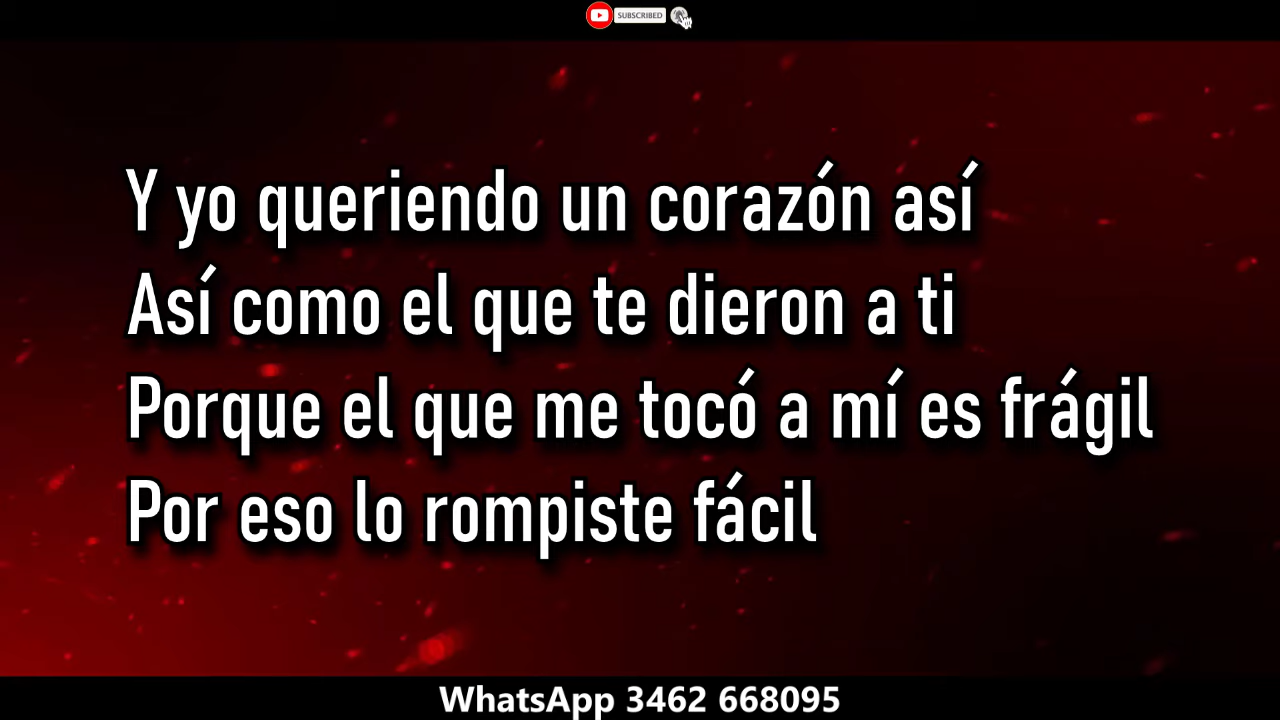 SUBSCRIBED
Y yo queriendo un corazón así
Así como el que te dieron a ti
Porque el que me tocó a mí es frágil
Por eso lo rompiste fácil
WhatsApp 3462 668095